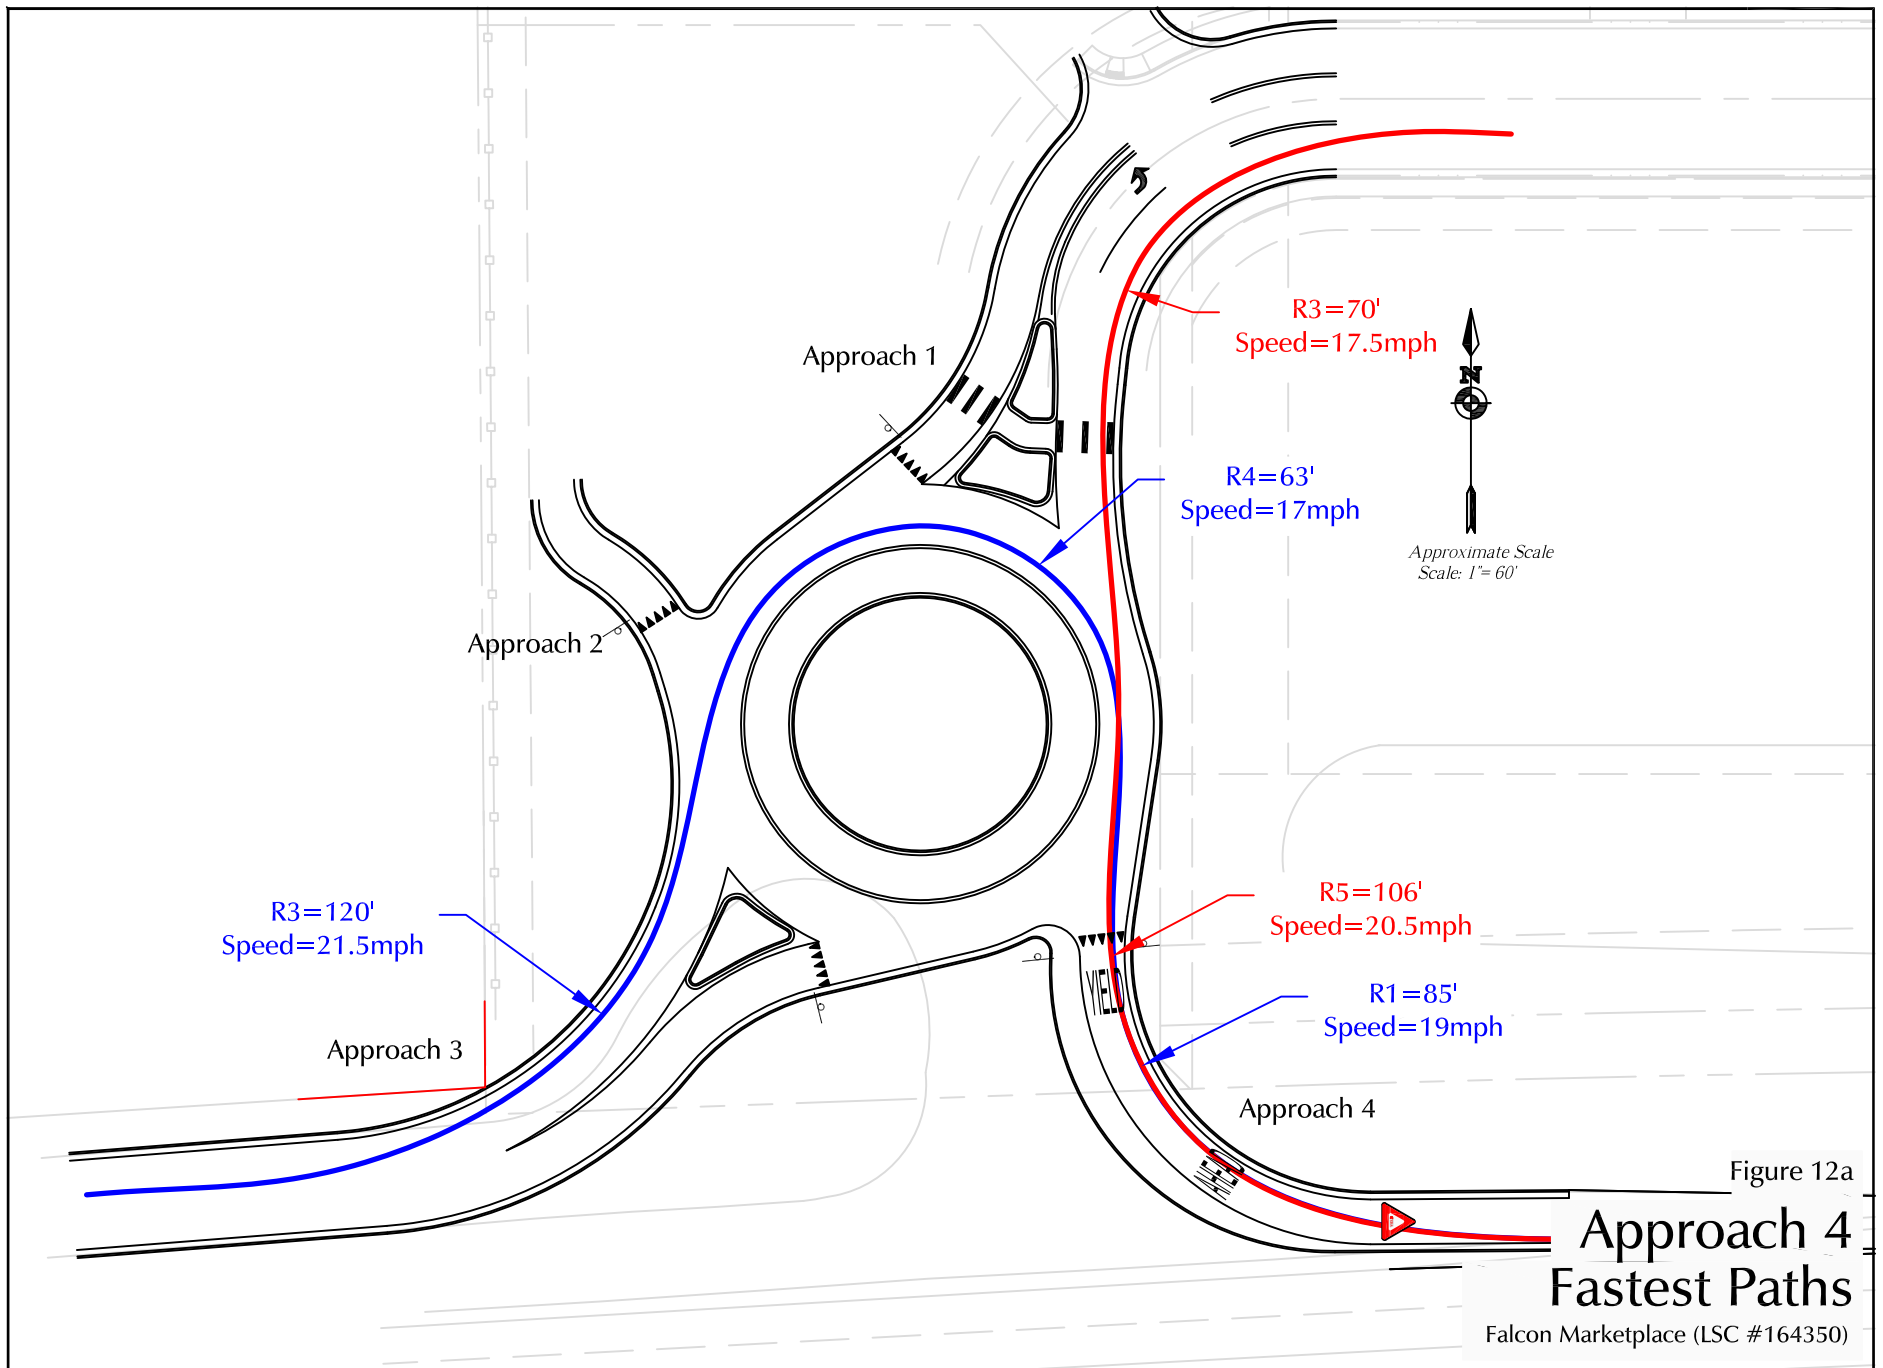 R3=70'
Speed=17.5mph
Approach 1
N
R4=63'
Speed=17mph
Approximate Scale
Scale: 1"= 60'
Approach 2
R3=120'
Speed=21.5mph
R5=106'
Speed=20.5mph
YIELD
R1=85'
Speed=19mph
Approach 3
Approach 4
Figure 12a
Approach 4
Fastest Paths
Falcon Marketplace (LSC #164350)